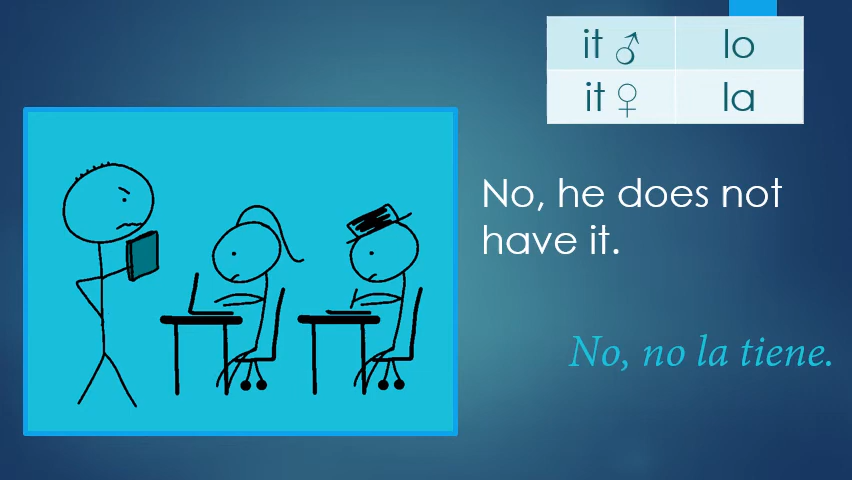 it ♂ lo
it ♀ la
No, he does not
have it.
No, no la tiene.